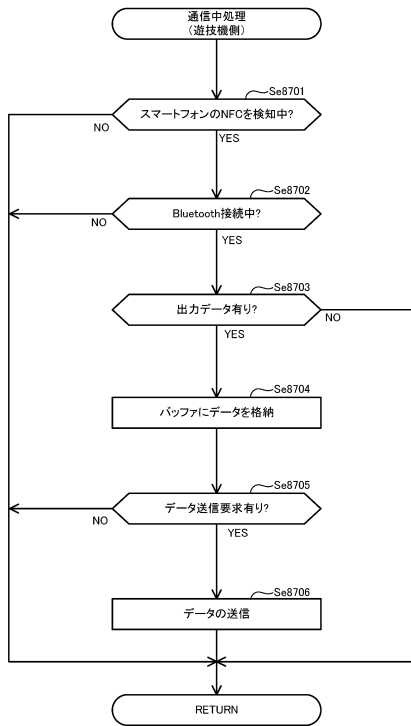 通信中処理
(遊技機側)
Se8701
スマートフォンのNFCを検知中?
NO
YES
Se8702
Bluetooth接続中?
NO
YES
Se8703
出力データ有り?
NO
YES
Se8704
バッファにデータを格納
Se8705
データ送信要求有り?
NO
YES
Se8706
データの送信
RETURN